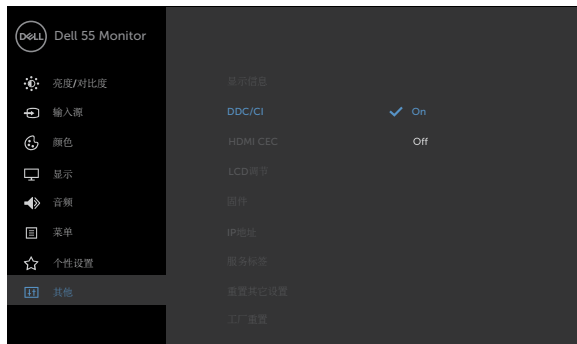 DELL Dell 55 Monitor
亮度/对比度
显示信息
输入源
DDC/CI
On
颜色
HDMI CEC
Off
显示
LCD调节
音频
固件
菜单
IP地址
个性设置
服务标签
其他
重置其它设置
工厂重置